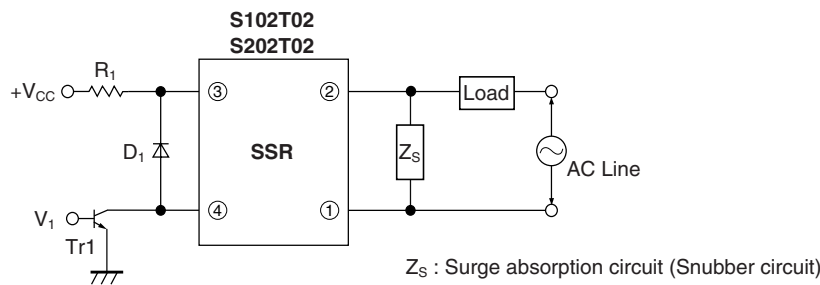 S102T02
S202T02
R1
+VCC
③
②
Load
D1
SSR
ZS
AC Line
V1
④
①
Tr1
ZS : Surge absorption circuit (Snubber circuit)